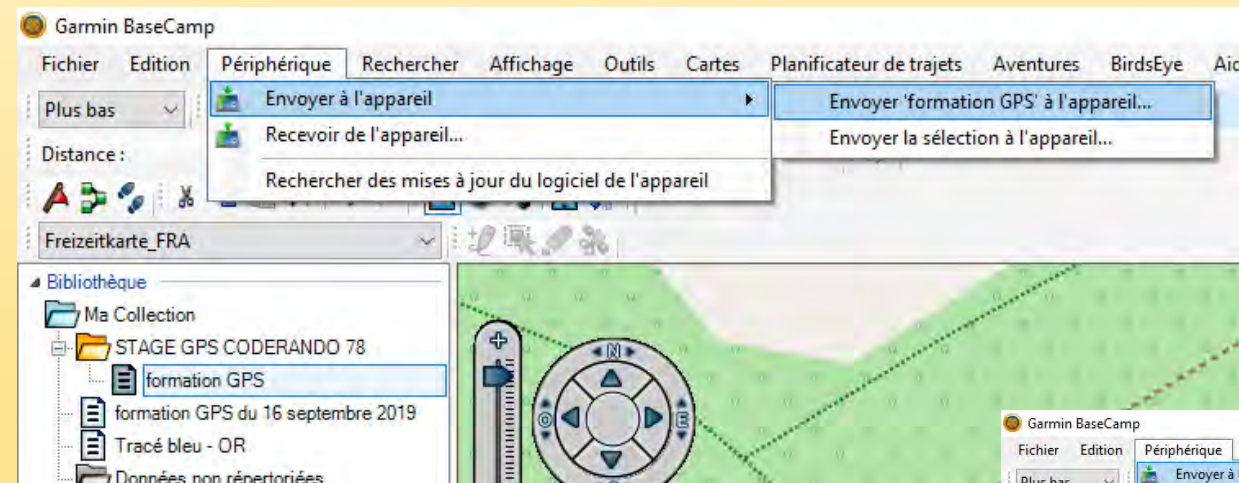 Garmin BaseCamp
Fichier Edition Périphérique Rechercher Affichage Outils Cartes Planificateur de trajets Aventures BirdsEye
Plus bas
Envoyer à l'appareil
Envoyer 'formation GPS' à l'appareil...
Recevoir de l'appareil...
Envoyer la sélection à l'appareil...
Distance :
Rechercher des mises à jour du logiciel de l'appareil
Freizeitkarte_FRA
Bibliothèque
Ma Collection
STAGE GPS CODERANDO 78
formation GPS
formation GPS du 16 septembre 2019
Tracé bleu - OR
Données non répertoriées
N
O
E
Garmin BaseCamp
Fichier Edition Périphérique
Plus bas
Envoyer à